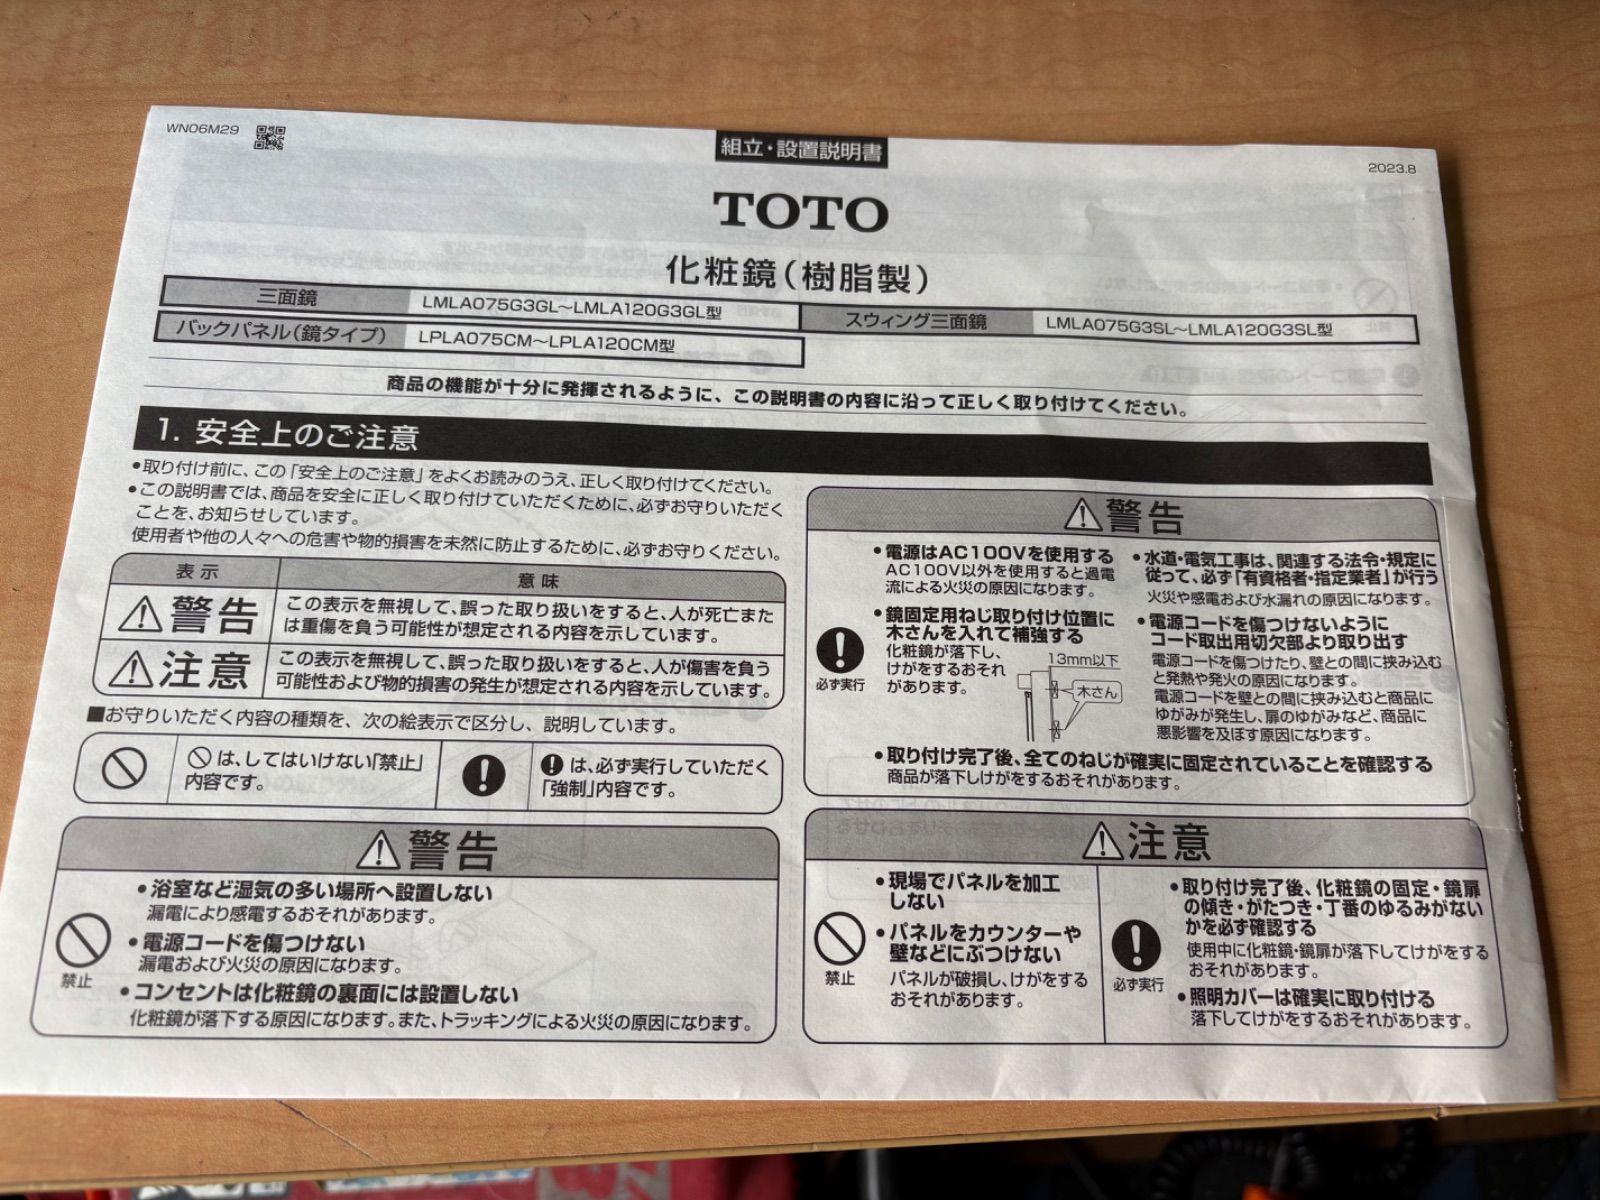 WN06M29
組立・設置説明書
2023.8
TOTO
化粧鏡(樹脂製)
三面鏡 LMLA075G3GL～LMLA120G3GL型 スウィング三面鏡 LMLA075G3SL～LMLA120G3SL型
バックパネル(鏡タイプ) LPLA075CM～LPLA120CM型
商品の機能が十分に発揮されるように、この説明書の内容に沿って正しく取り付けてください。
1. 安全上のご注意
•取り付け前に、この「安全上のご注意」をよくお読みのうえ、正しく取り付けてください。
•この説明書では、商品を安全に正しく取り付けていただくために、必ずお守りいただく
ことを、お知らせしています。
使用者や他の人々への危害や物的損害を未然に防止するために、必ずお守りください。
表示 意味
警告 この表示を無視して、誤った取り扱いをすると、人が死亡また
は重傷を負う可能性が想定される内容を示しています。
注意 この表示を無視して、誤った取り扱いをすると、人が傷害を負う
可能性および物的損害の発生が想定される内容を示しています。
■お守りいただく内容の種類を、次の絵表示で区分し、説明しています。
は、してはいけない「禁止」
内容です。
は、必ず実行していただく
「強制」内容です。
警告
禁止
•浴室など湿気の多い場所へ設置しない
漏電により感電するおそれがあります。
•電源コードを傷つけない
漏電および火災の原因になります。
•コンセントは化粧鏡の裏面には設置しない
化粧鏡が落下する原因になります。また、トラッキングによる火災の原因になります。
警告
必ず実行
•電源はAC100Vを使用する
AC100V以外を使用すると過電
流による火災の原因になります。
•鏡固定用ねじ取り付け位置に
木さんを入れて補強する
化粧鏡が落下し、
けがをするおそれ
があります。
13mm以下
木さん
•水道・電気工事は、関連する法令・規定に
従って、必ず「有資格者・指定業者」が行う
火災や感電および水漏れの原因になります。
•電源コードを傷つけないように
コード取出用切欠部より取り出す
電源コードを傷つけたり、壁との間に挟み込む
と発熱や発火の原因になります。
電源コードを壁との間に挟み込むと商品に
ゆがみが発生し、扉のゆがみなど、商品に
悪影響を及ぼす原因になります。
•取り付け完了後、全てのねじが確実に固定されていることを確認する
商品が落下しけがをするおそれがあります。
注意
禁止
•現場でパネルを加工
しない
•パネルをカウンターや
壁などにぶつけない
パネルが破損し、けがをする
おそれがあります。
必ず実行
•取り付け完了後、化粧鏡の固定・鏡扉
の傾き・がたつき・丁番のゆるみがない
かを必ず確認する
使用中に化粧鏡・鏡扉が落下してけがをする
おそれがあります。
•照明カバーは確実に取り付ける
落下してけがをするおそれがあります。